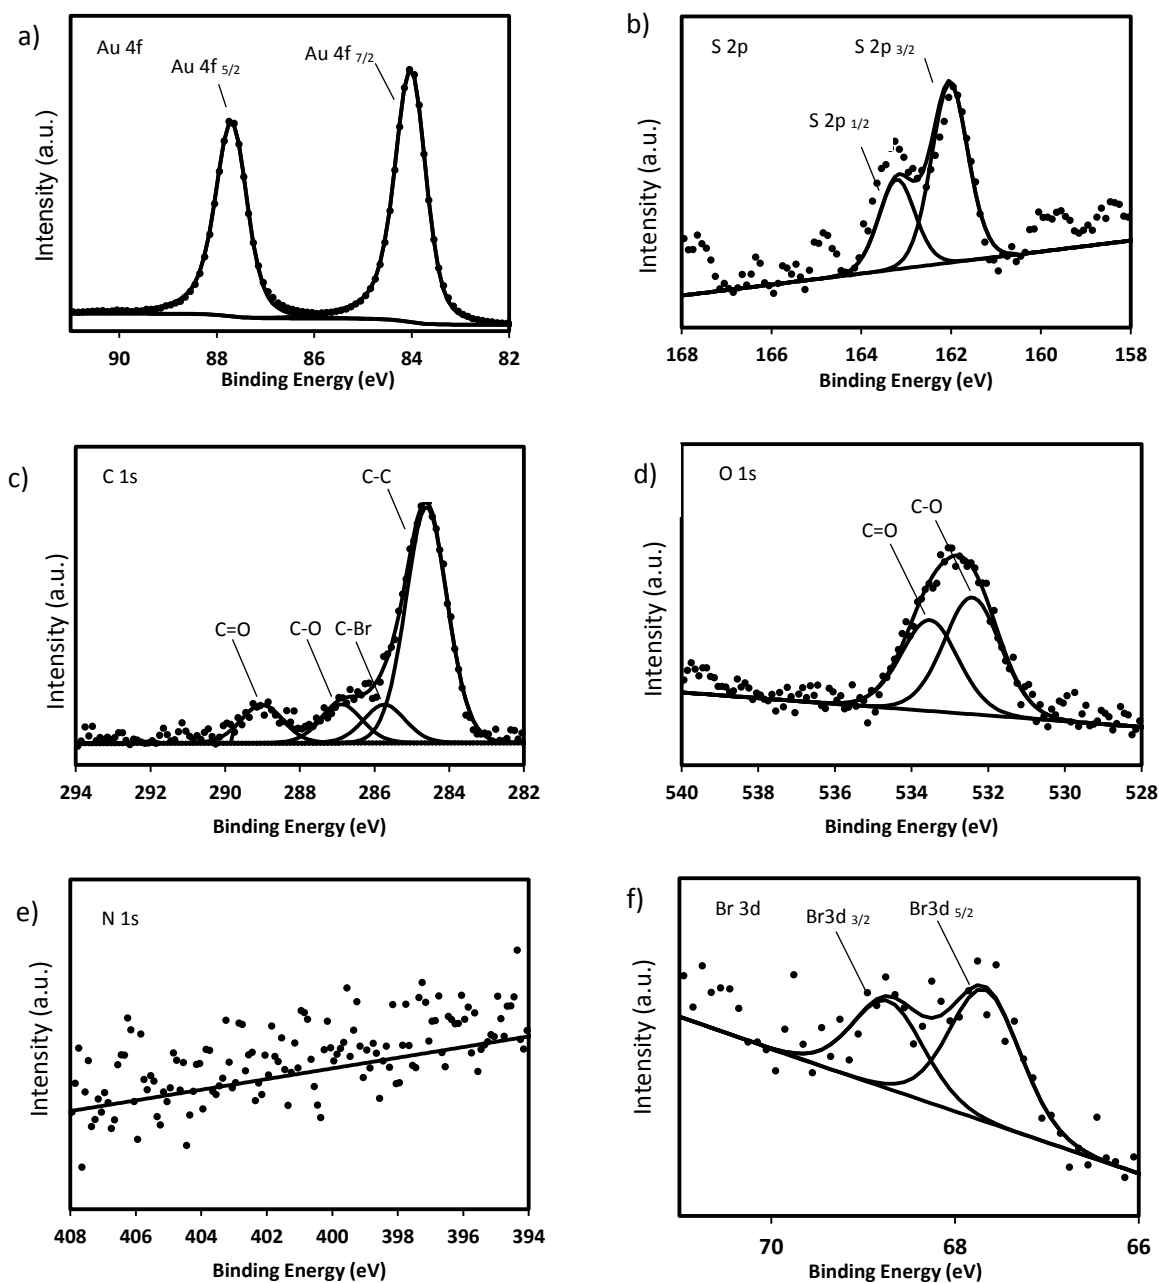 a)
Au 4f
Au 4f 5/2
Au 4f 7/2
Intensity (a.u.)
90 88 86 84 82
Binding Energy (eV)
b)
S 2p
S 2p 3/2
S 2p 1/2
Intensity (a.u.)
168 166 164 162 160 158
Binding Energy (eV)
c)
C 1s
C-C
C=O
C-O
C-Br
Intensity (a.u.)
294 292 290 288 286 284 282
Binding Energy (eV)
d)
O 1s
C-O
C=O
Intensity (a.u.)
540 538 536 534 532 530 528
Binding Energy (eV)
e)
N 1s
Intensity (a.u.)
408 406 404 402 400 398 396 394
Binding Energy (eV)
f)
Br 3d
Br3d 3/2
Br3d 5/2
Intensity (a.u.)
70 68 66
Binding Energy (eV)